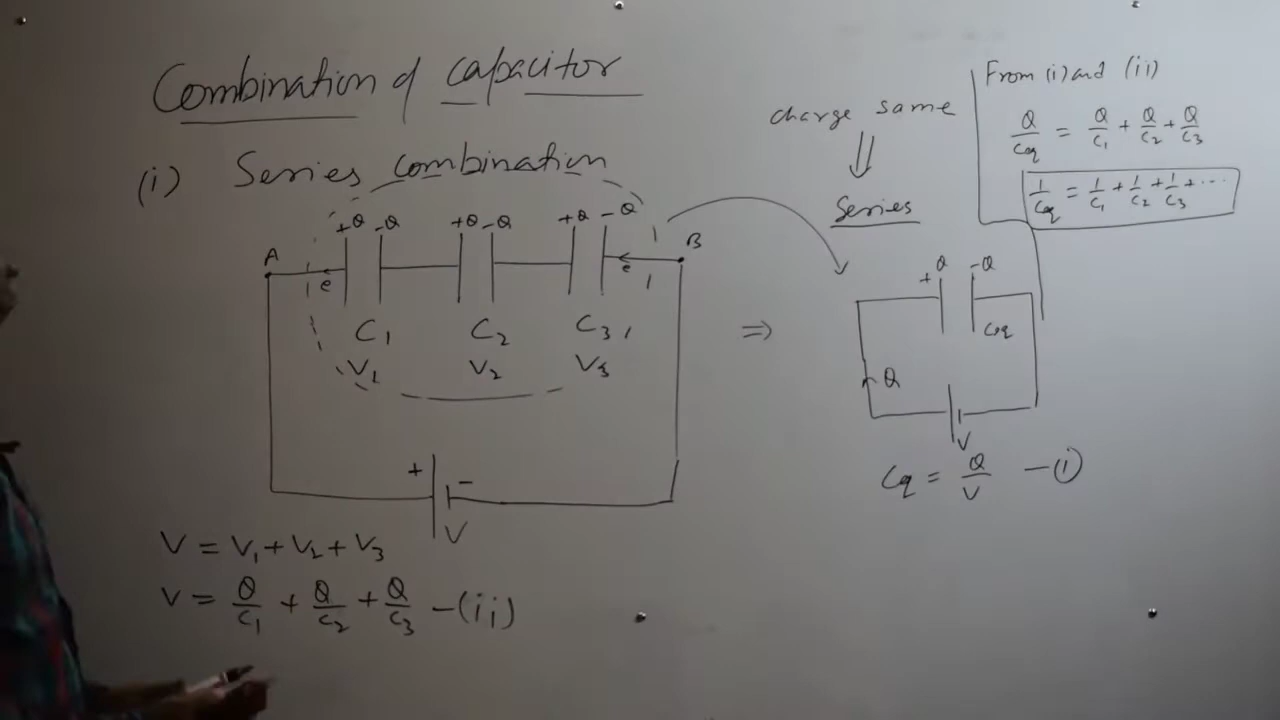 Combination of capacitor
(i) Series combination
+Q -Q +Q -Q +Q -Q
A e e B
C1 C2 C3
V1 V2 V3
+ -
V
V = V1 + V2 + V3
V = Q/C1 + Q/C2 + Q/C3 -(ii)
charge same
⇓
Series
⇒
+Q -Q
Ceq
Q
V
Ceq = Q/V -(i)
From (i) and (ii)
Q/Ceq = Q/C1 + Q/C2 + Q/C3
1/Ceq = 1/C1 + 1/C2 + 1/C3 + ...